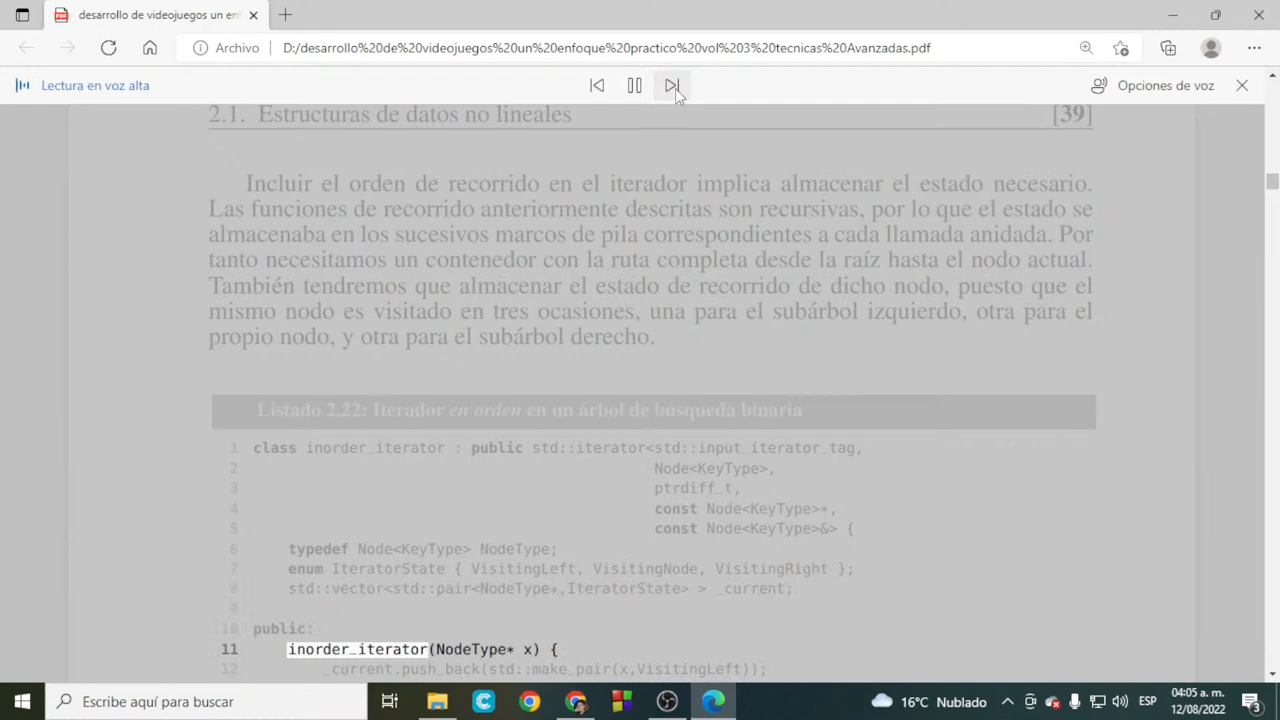 desarrollo de videojuegos un en
Archivo
D:/desarrollo%20de%20videojuegos%20un%20enfoque%20practico%20vol%203%20tecnicas%20Avanzadas.pdf
Lectura en voz alta
Opciones de voz
2.1. Estructuras de datos no lineales [39]
Incluir el orden de recorrido en el iterador implica almacenar el estado necesario.
Las funciones de recorrido anteriormente descritas son recursivas, por lo que el estado se
almacenaba en los sucesivos marcos de pila correspondientes a cada llamada anidada. Por
tanto necesitamos un contenedor con la ruta completa desde la raíz hasta el nodo actual.
También tendremos que almacenar el estado de recorrido de dicho nodo, puesto que el
mismo nodo es visitado en tres ocasiones, una para el subárbol izquierdo, otra para el
propio nodo, y otra para el subárbol derecho.
Listado 2.22: Iterador en orden en un árbol de búsqueda binaria
1 class inorder_iterator : public std::iterator<std::input_iterator_tag,
2 Node<KeyType>,
3 ptrdiff_t,
4 const Node<KeyType>*,
5 const Node<KeyType>&> {
6 typedef Node<KeyType> NodeType;
7 enum IteratorState { VisitingLeft, VisitingNode, VisitingRight };
8 std::vector<std::pair<NodeType*,IteratorState> > _current;
9
10 public:
11 inorder_iterator(NodeType* x) {
12 _current.push_back(std::make_pair(x,VisitingLeft));
Escribe aquí para buscar
16°C Nublado
ESP
04:05 a. m.
12/08/2022
3